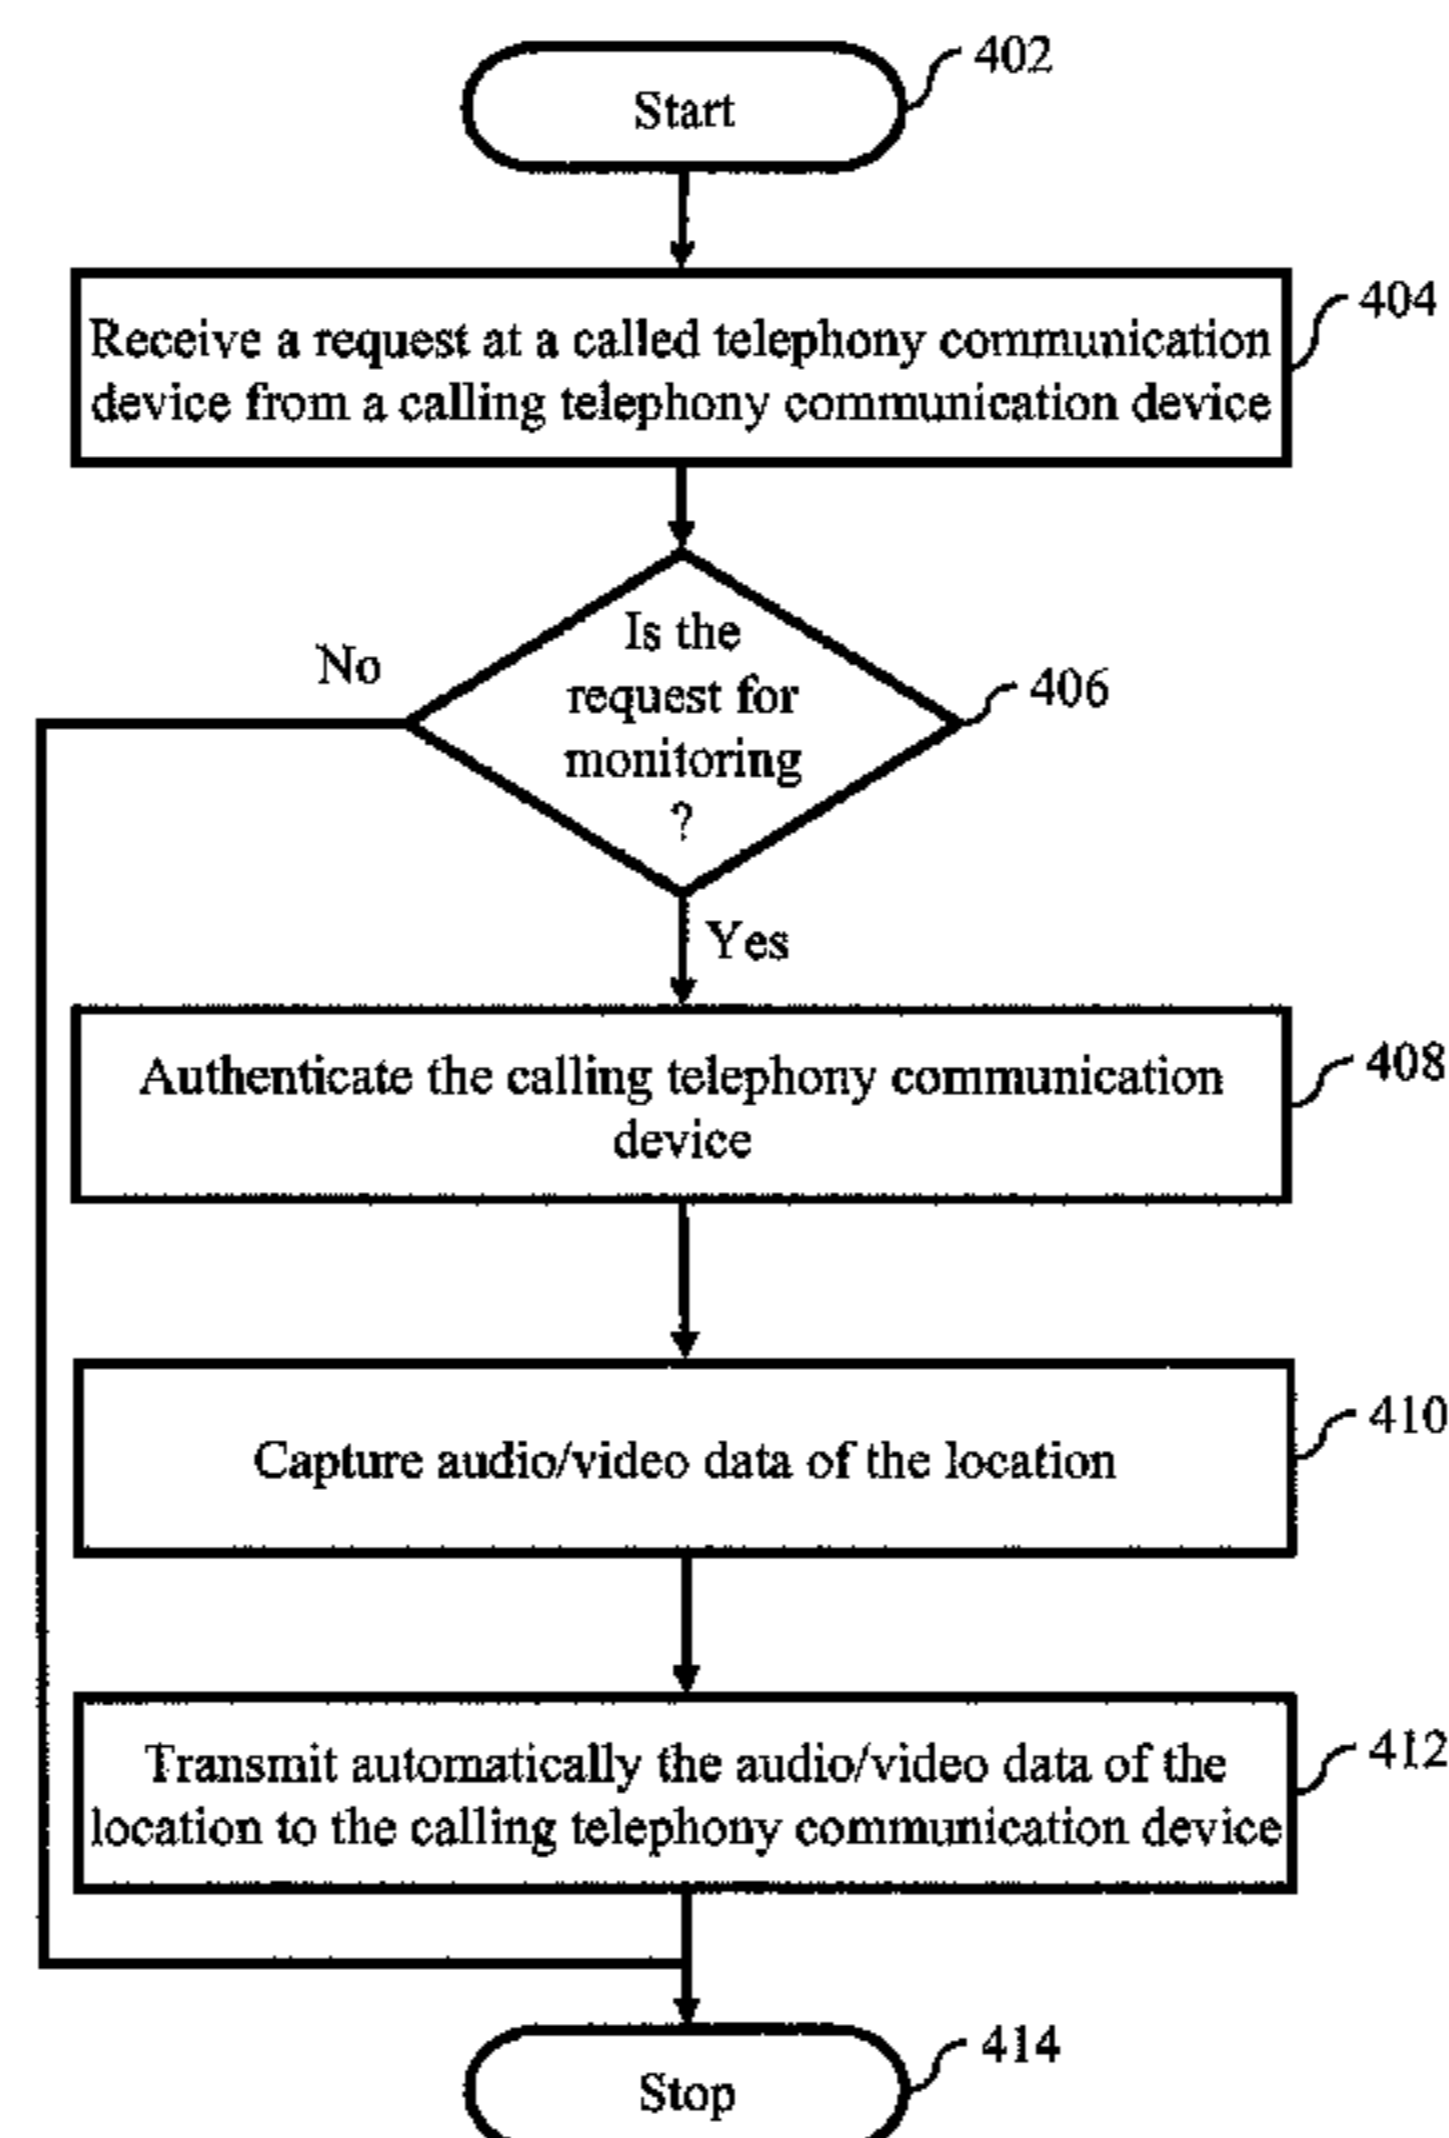 Start
402
Receive a request at a called telephony communication
device from a calling telephony communication device
404
Is the
request for
monitoring
?
406
No
Yes
Authenticate the calling telephony communication
device
408
Capture audio/video data of the location
410
Transmit automatically the audio/video data of the
location to the calling telephony communication device
412
Stop
414